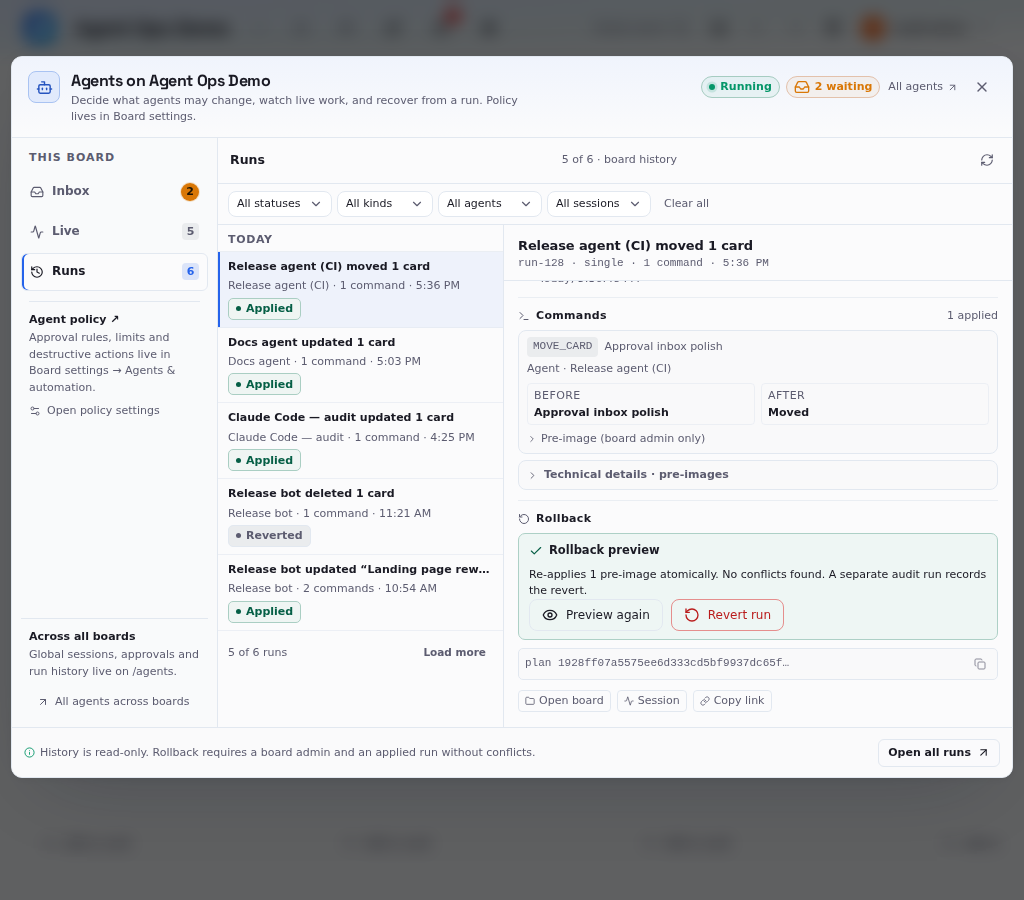 Agents on Agent Ops Demo
Decide what agents may change, watch live work, and recover from a run. Policy
lives in Board settings.
Running
2 waiting
All agents ↗
THIS BOARD
Inbox
2
Live
5
Runs
6
Agent policy ↗
Approval rules, limits and
destructive actions live in
Board settings → Agents &
automation.
Open policy settings
Across all boards
Global sessions, approvals and
run history live on /agents.
All agents across boards
Runs
5 of 6 · board history
All statuses
All kinds
All agents
All sessions
Clear all
TODAY
Release agent (CI) moved 1 card
Release agent (CI) · 1 command · 5:36 PM
Applied
Docs agent updated 1 card
Docs agent · 1 command · 5:03 PM
Applied
Claude Code — audit updated 1 card
Claude Code — audit · 1 command · 4:25 PM
Applied
Release bot deleted 1 card
Release bot · 1 command · 11:21 AM
Reverted
Release bot updated “Landing page rew…
Release bot · 2 commands · 10:54 AM
Applied
5 of 6 runs
Load more
Release agent (CI) moved 1 card
run-128 · single · 1 command · 5:36 PM
Commands
1 applied
MOVE_CARD Approval inbox polish
Agent · Release agent (CI)
BEFORE
Approval inbox polish
AFTER
Moved
Pre-image (board admin only)
Technical details · pre-images
Rollback
Rollback preview
Re-applies 1 pre-image atomically. No conflicts found. A separate audit run records
the revert.
Preview again
Revert run
plan 1928ff07a5575ee6d333cd5bf9937dc65f…
Open board
Session
Copy link
History is read-only. Rollback requires a board admin and an applied run without conflicts.
Open all runs ↗